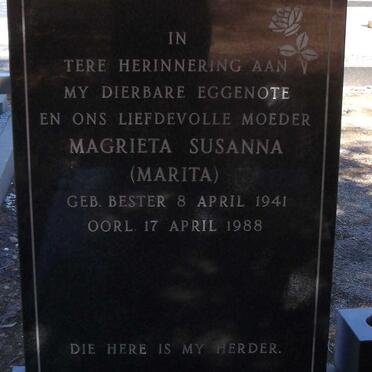 IN
TERE HERINNERING AAN
MY DIERBARE EGGENOTE
EN ONS LIEFDEVOLLE MOEDER
MAGRIETA SUSANNA
(MARITA)
GEB. BESTER 8 APRIL 1941
OORL. 17 APRIL 1988
DIE HERE IS MY HERDER.